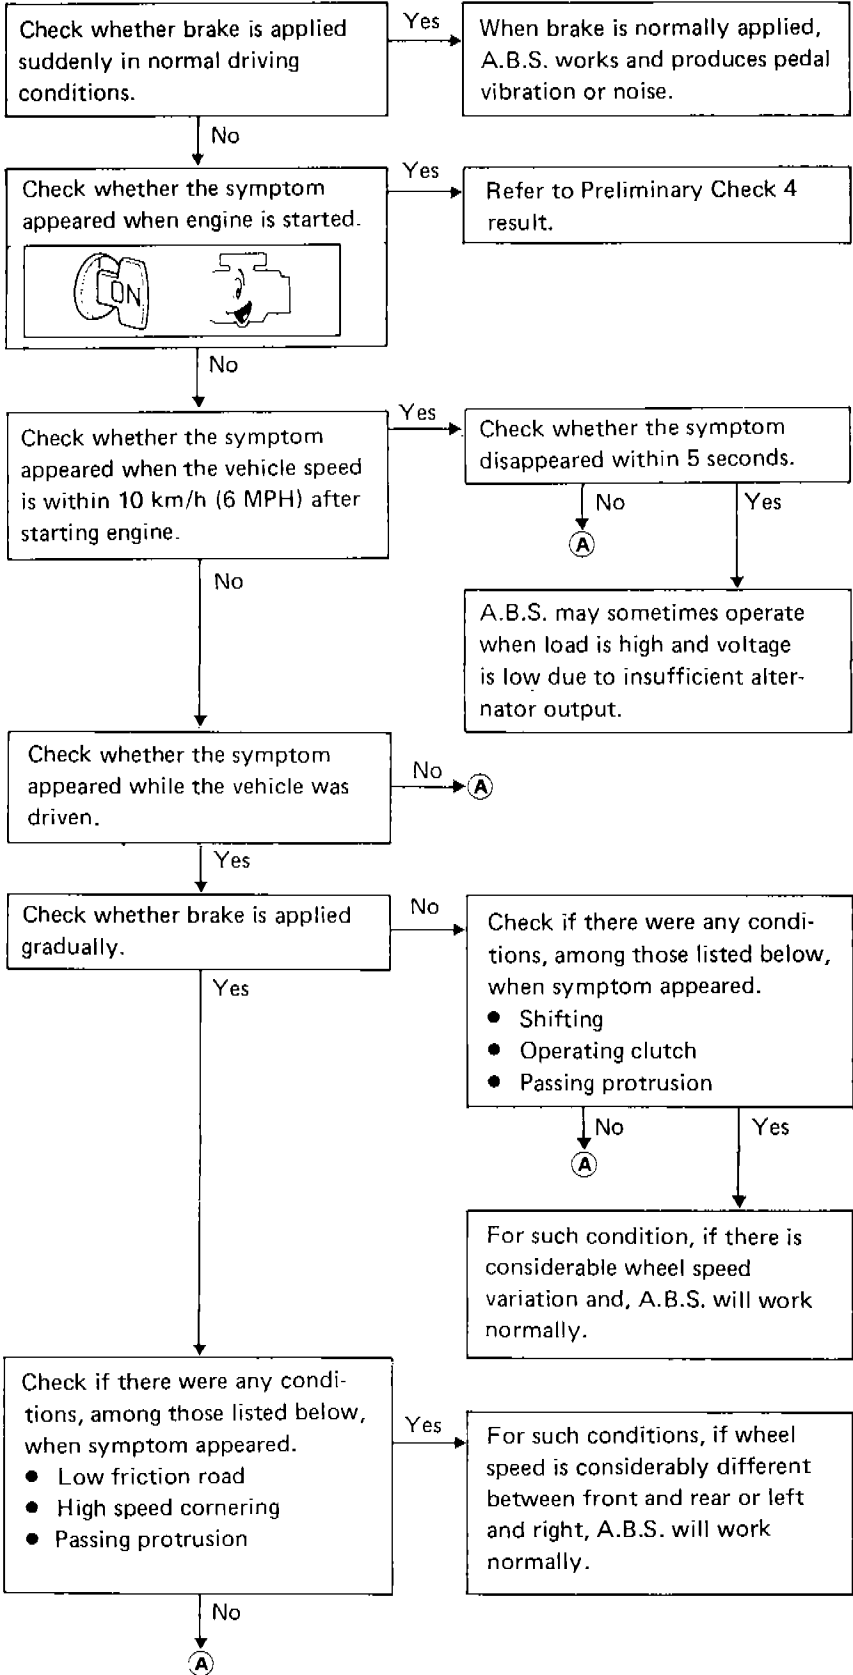 Check whether brake is applied
suddenly in normal driving
conditions.
Yes
When brake is normally applied,
A.B.S. works and produces pedal
vibration or noise.
No
Check whether the symptom
appeared when engine is started.
ON
Yes
Refer to Preliminary Check 4
result.
No
Check whether the symptom
appeared when the vehicle speed
is within 10 km/h (6 MPH) after
starting engine.
Yes
Check whether the symptom
disappeared within 5 seconds.
No
A
Yes
A.B.S. may sometimes operate
when load is high and voltage
is low due to insufficient alter-
nator output.
No
Check whether the symptom
appeared while the vehicle was
driven.
No
A
Yes
Check whether brake is applied
gradually.
No
Check if there were any condi-
tions, among those listed below,
when symptom appeared.
● Shifting
● Operating clutch
● Passing protrusion
No
A
Yes
For such condition, if there is
considerable wheel speed
variation and, A.B.S. will work
normally.
Yes
Check if there were any condi-
tions, among those listed below,
when symptom appeared.
● Low friction road
● High speed cornering
● Passing protrusion
Yes
For such conditions, if wheel
speed is considerably different
between front and rear or left
and right, A.B.S. will work
normally.
No
A